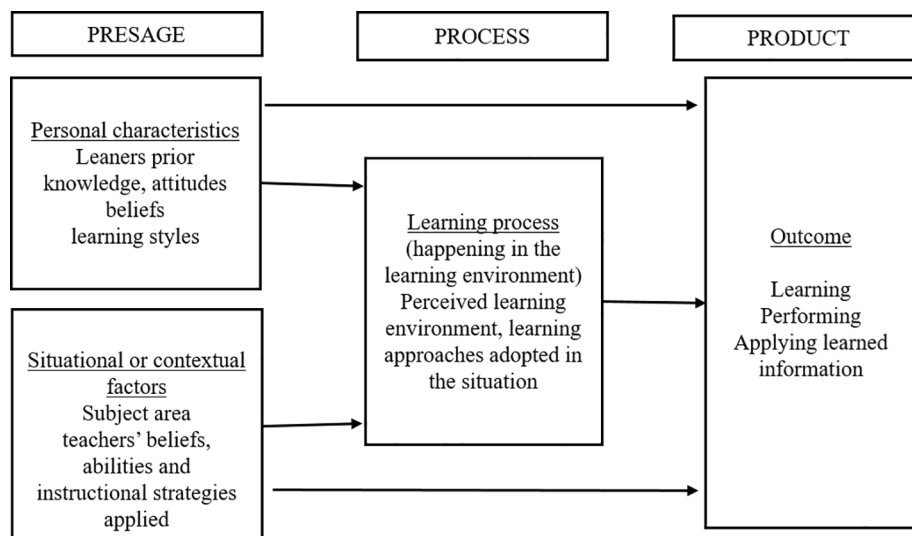 PRESAGE
PROCESS
PRODUCT
Personal characteristics
Leaners prior
knowledge, attitudes
beliefs
learning styles
Situational or contextual
factors
Subject area
teachers’ beliefs,
abilities and
instructional strategies
applied
Learning process
(happening in the
learning environment)
Perceived learning
environment, learning
approaches adopted in
the situation
Outcome
Learning
Performing
Applying learned
information